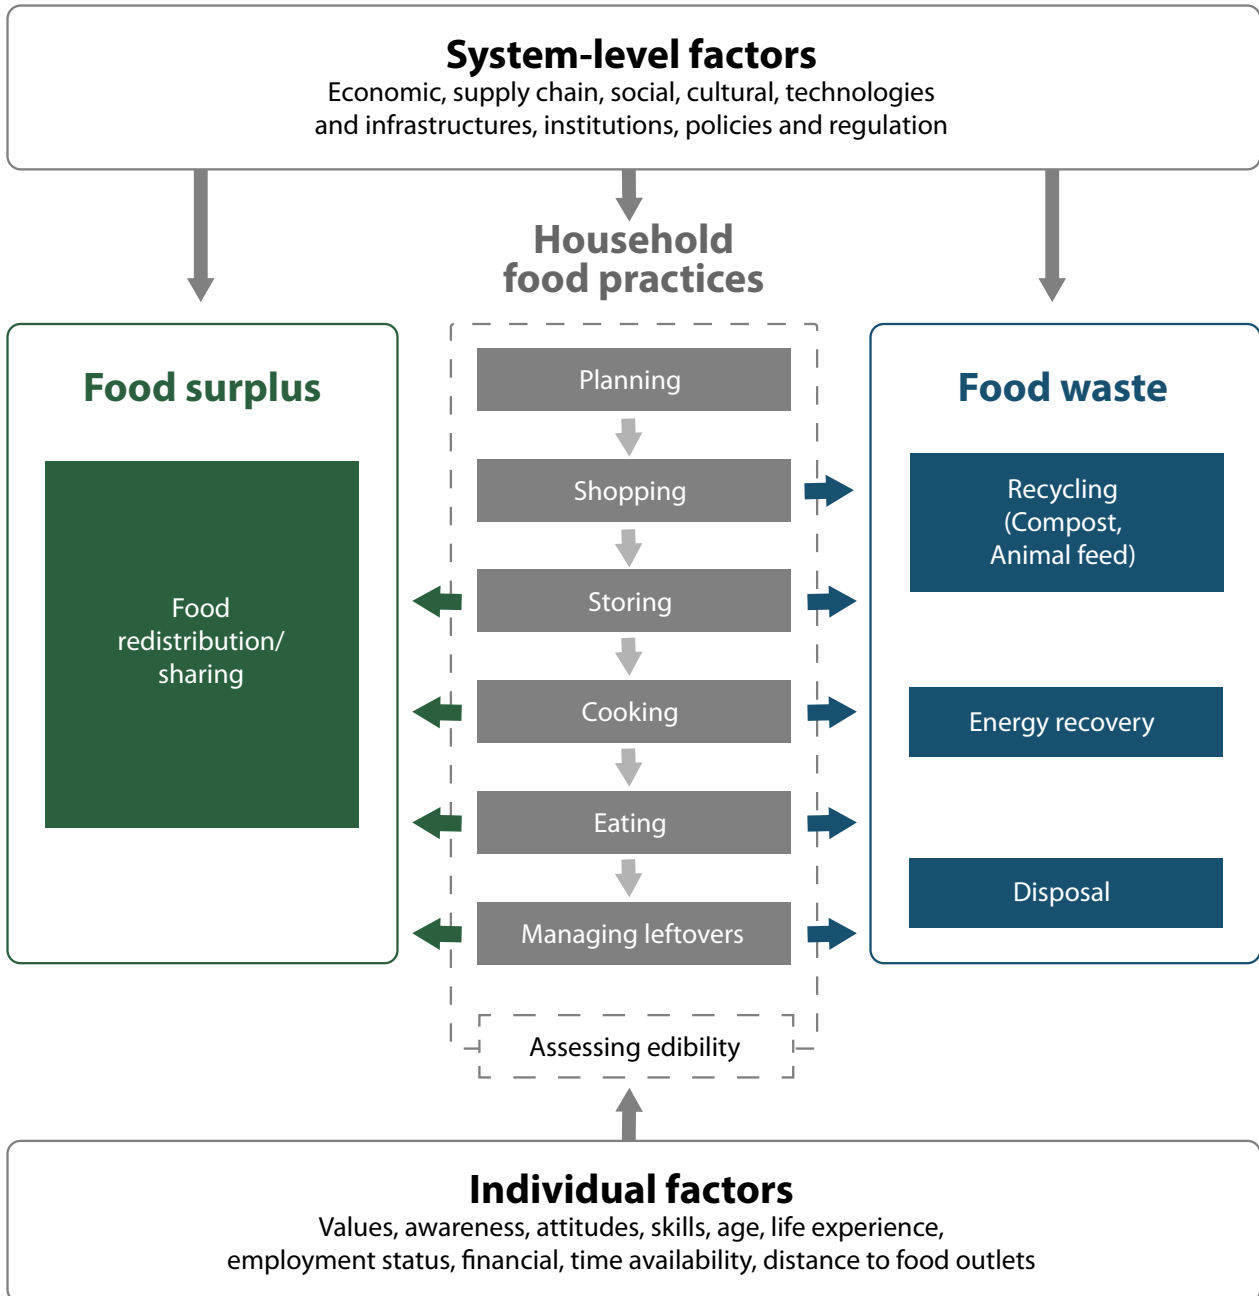 System-level factors
Economic, supply chain, social, cultural, technologies
and infrastructures, institutions, policies and regulation
Household
food practices
Food surplus
Food
redistribution/
sharing
Planning
Shopping
Storing
Cooking
Eating
Managing leftovers
Assessing edibility
Food waste
Recycling
(Compost,
Animal feed)
Energy recovery
Disposal
Individual factors
Values, awareness, attitudes, skills, age, life experience,
employment status, financial, time availability, distance to food outlets